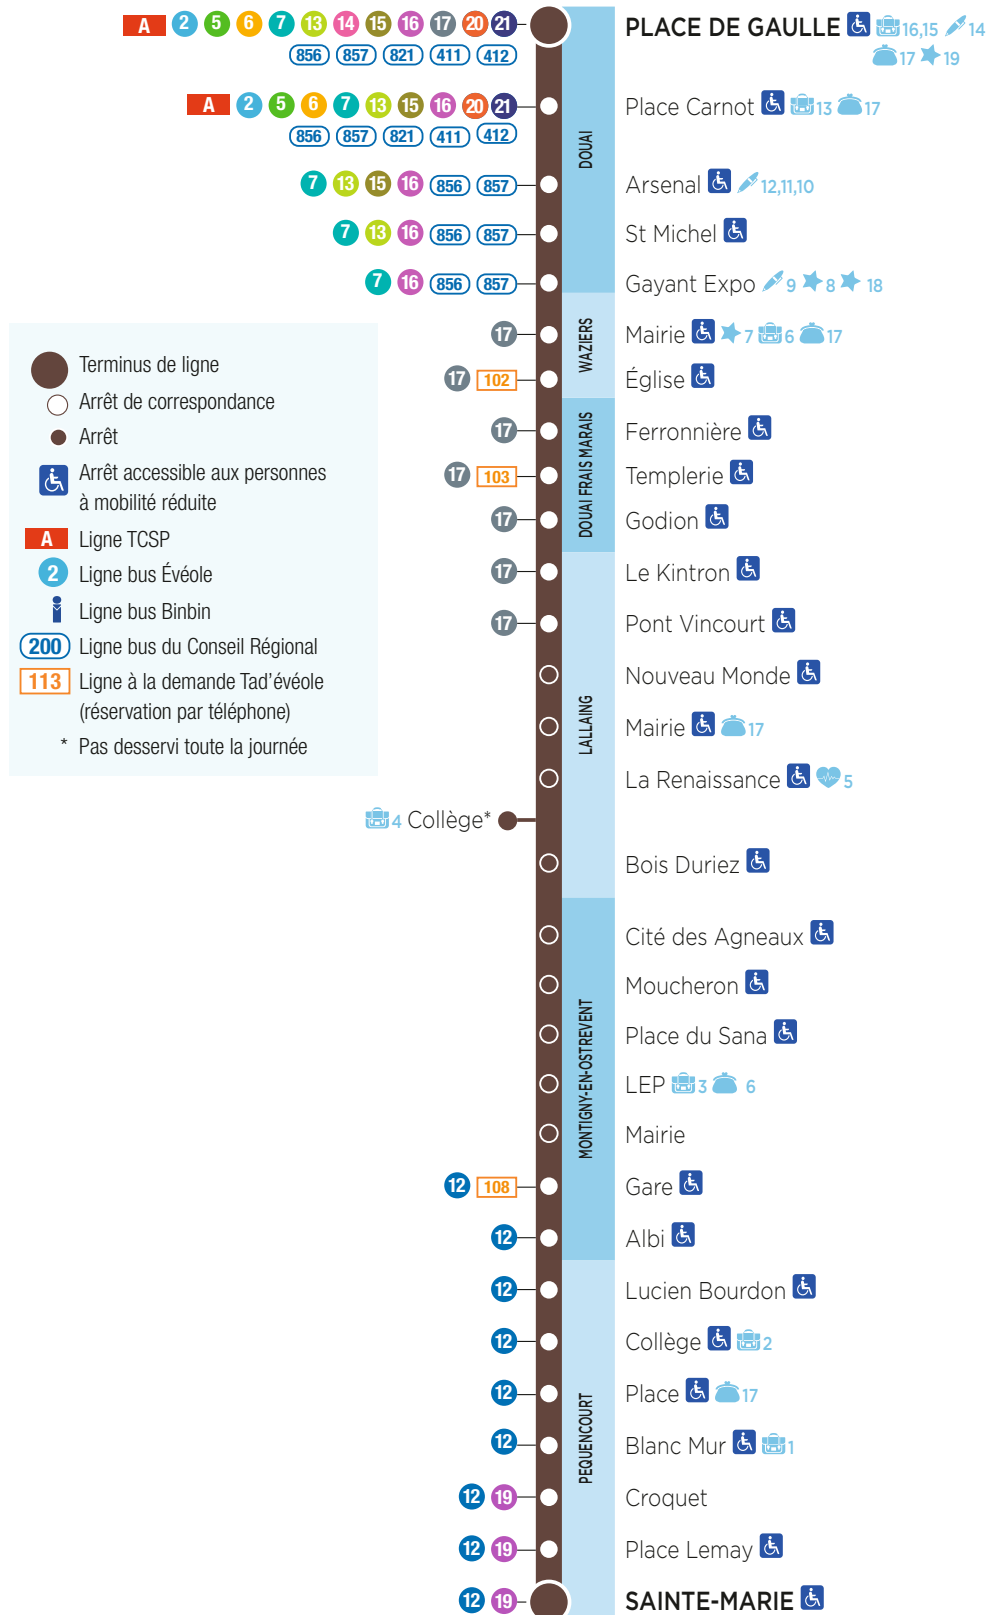 A 2 5 6 7 13 14 15 16 17 20 21 PLACE DE GAULLE 16,15 14
856 857 821 411 412 17 19
A 2 5 6 7 13 15 16 20 21 Place Carnot 13 17
856 857 821 411 412
DOUAI
7 13 15 16 856 857 Arsenal 12,11,10
7 13 16 856 857 St Michel
7 16 856 857 Gayant Expo 9 8 18
WAZIERS
17 Mairie 7 6 17
17 102 Église
DOUAI FRAIS MARAIS
17 Ferronnière
17 103 Templerie
17 Godion
LALLAING
17 Le Kintron
17 Pont Vincourt
Nouveau Monde
Mairie 17
La Renaissance 5
4 Collège*
Bois Duriez
MONTIGNY-EN-OSTREVENT
Cité des Agneaux
Moucheron
Place du Sana
LEP 3 6
Mairie
12 108 Gare
12 Albi
PEQUENCOURT
12 Lucien Bourdon
12 Collège 2
12 Place 17
12 Blanc Mur 1
12 19 Croquet
12 19 Place Lemay
12 19 SAINTE-MARIE
Terminus de ligne
Arrêt de correspondance
Arrêt
Arrêt accessible aux personnes
à mobilité réduite
A Ligne TCSP
2 Ligne bus Évéole
Ligne bus Binbin
200 Ligne bus du Conseil Régional
113 Ligne à la demande Tad'évéole
(réservation par téléphone)
* Pas desservi toute la journée